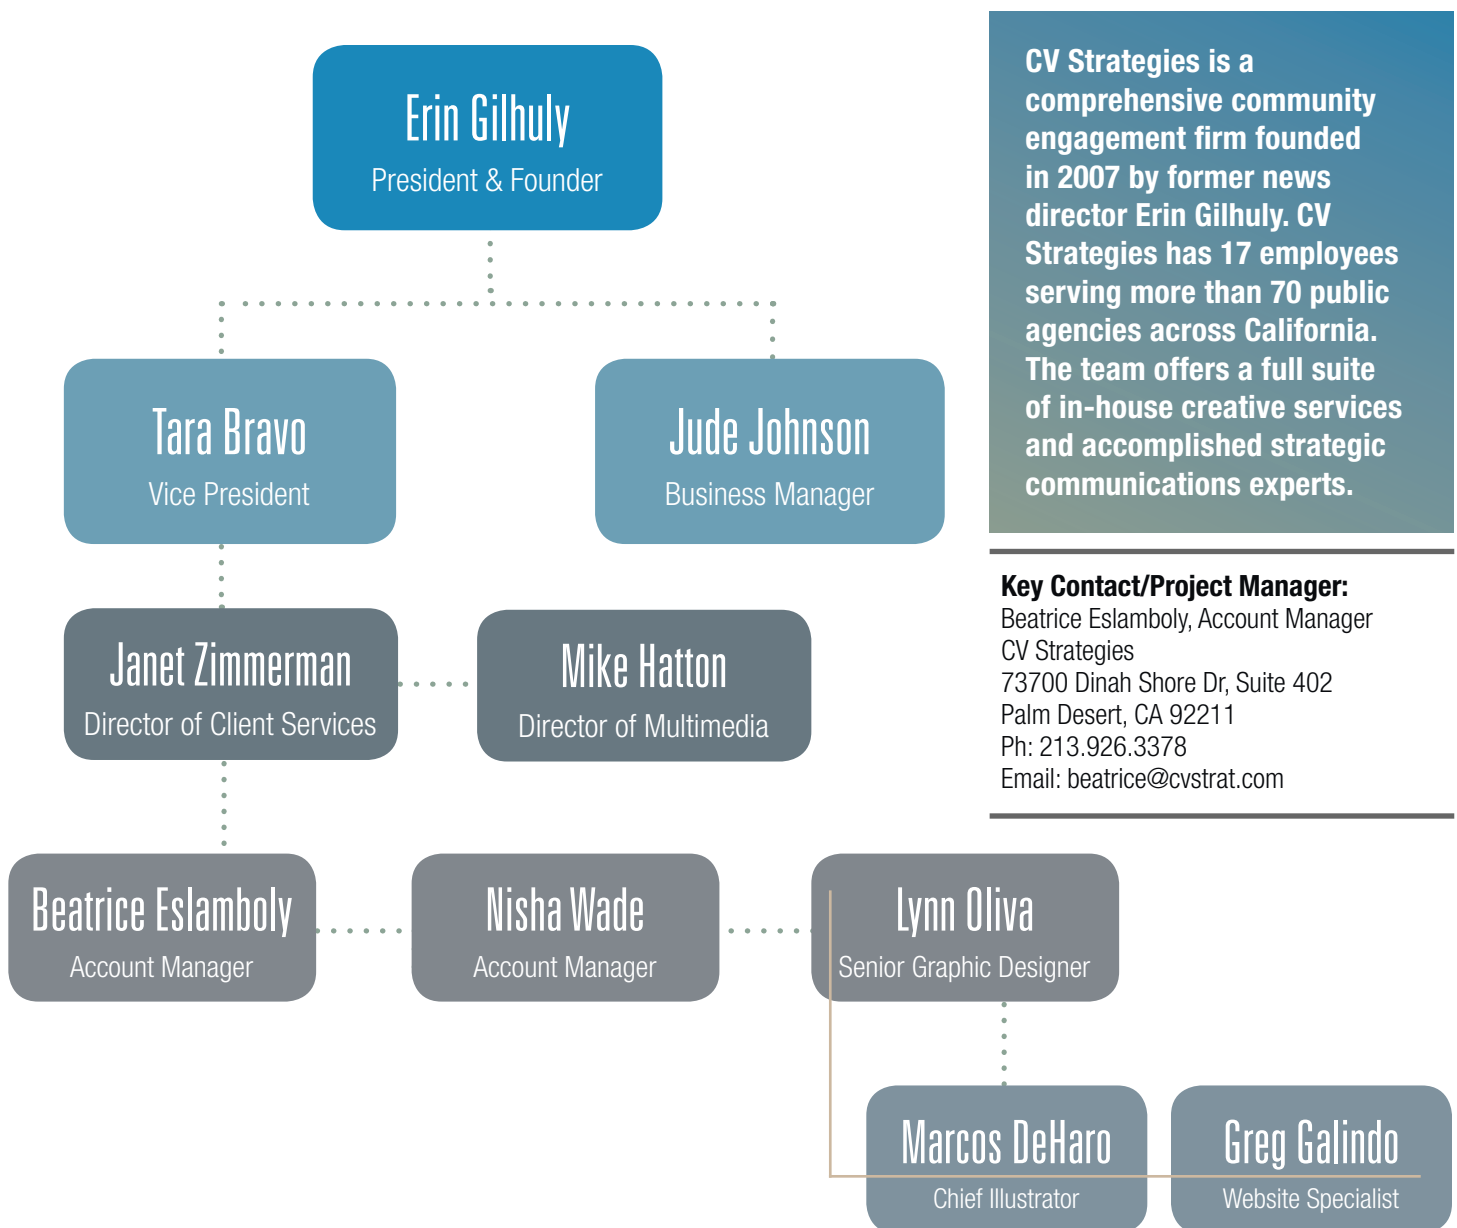 Erin Gilhuly
President & Founder
CV Strategies is a
comprehensive community
engagement firm founded
in 2007 by former news
director Erin Gilhuly. CV
Strategies has 17 employees
serving more than 70 public
agencies across California.
The team offers a full suite
of in-house creative services
and accomplished strategic
communications experts.
Tara Bravo
Vice President
Jude Johnson
Business Manager
Key Contact/Project Manager:
Beatrice Eslamboly, Account Manager
CV Strategies
73700 Dinah Shore Dr, Suite 402
Palm Desert, CA 92211
Ph: 213.926.3378
Email: beatrice@cvstrat.com
Janet Zimmerman
Director of Client Services
Mike Hatton
Director of Multimedia
Beatrice Eslamboly
Account Manager
Nisha Wade
Account Manager
Lynn Oliva
Senior Graphic Designer
Marcos DeHaro
Chief Illustrator
Greg Galindo
Website Specialist